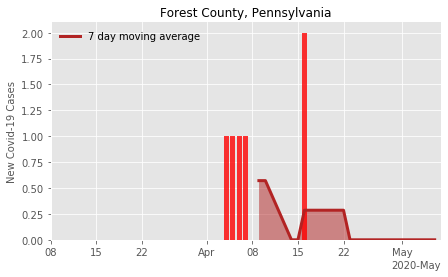 Forest County, Pennsylvania
7 day moving average
New Covid-19 Cases
2.00
1.75
1.50
1.25
1.00
0.75
0.50
0.25
0.00
08 15 22 Apr 08 15 22 May
2020-May